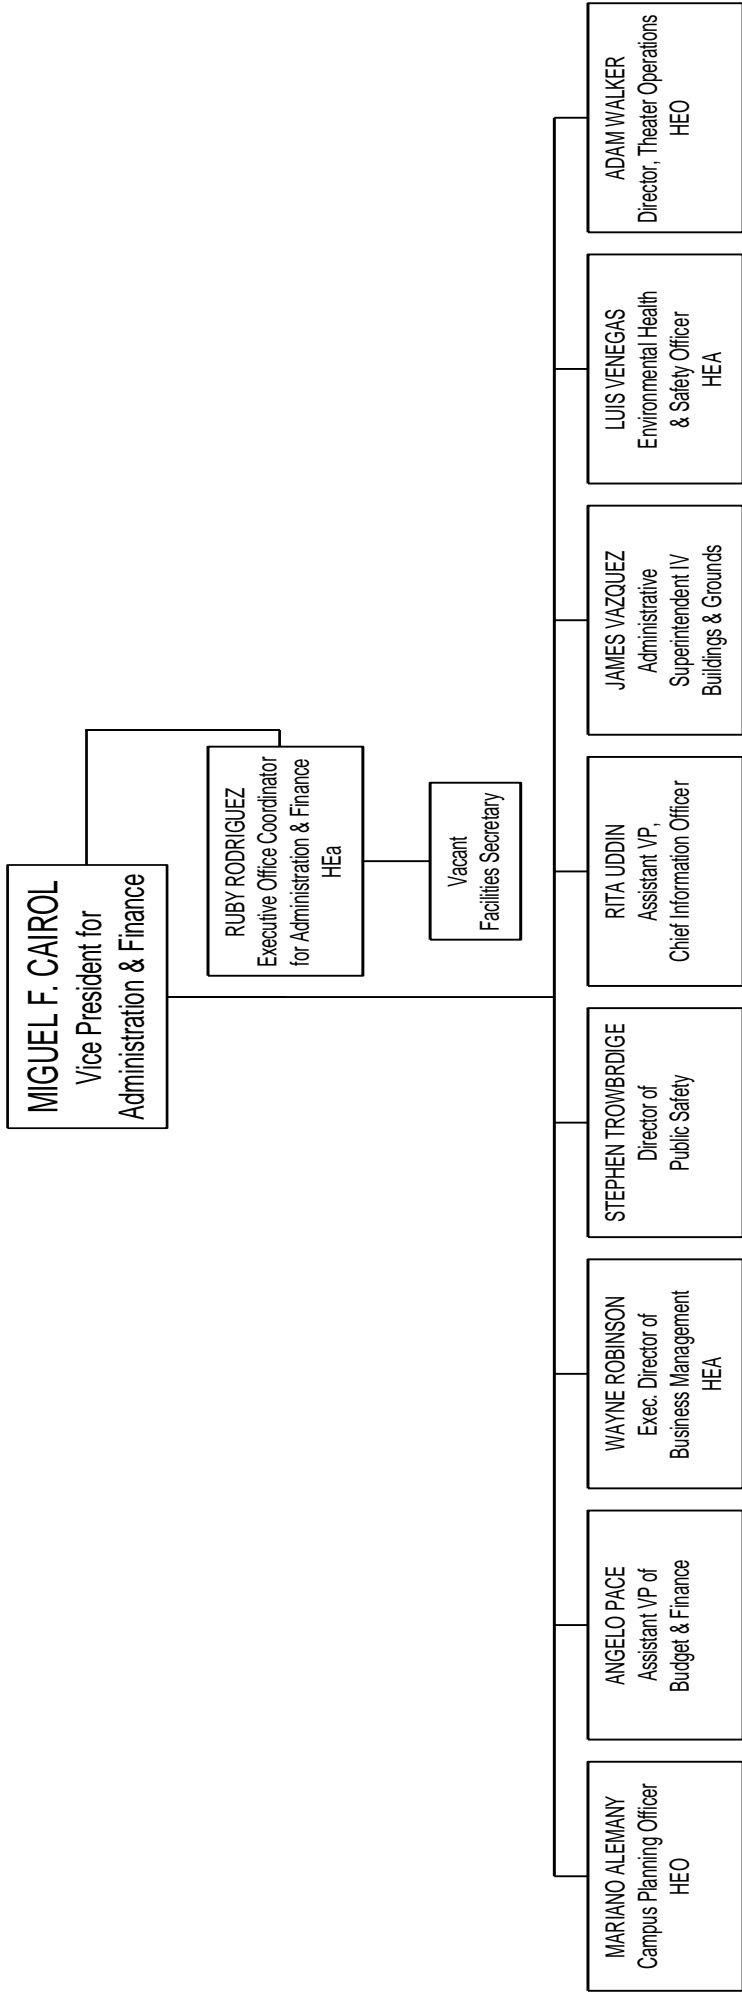 MIGUEL F. CAIROL
Vice President for
Administration & Finance
RUBY RODRIGUEZ
Executive Office Coordinator
for Administration & Finance
HEa
Vacant
Facilities Secretary
MARIANO ALEMANY
Campus Planning Officer
HEO
ANGELO PACE
Assistant VP of
Budget & Finance
WAYNE ROBINSON
Exec. Director of
Business Management
HEA
STEPHEN TROWBRDIGE
Director of
Public Safety
RITA UDDIN
Assistant VP,
Chief Information Officer
JAMES VAZQUEZ
Administrative
Superintendent IV
Buildings & Grounds
LUIS VENEGAS
Environmental Health
& Safety Officer
HEA
ADAM WALKER
Director, Theater Operations
HEO